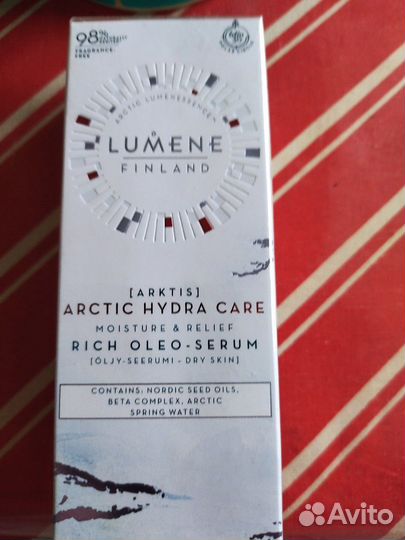 98%
FRAGRANCE-
FREE
ARCTIC LUMENESSENCE
LUMENE
FINLAND
[ARKTIS]
ARCTIC HYDRA CARE
MOISTURE & RELIEF
RICH OLEO-SERUM
[ÖLJY-SEERUMI - DRY SKIN]
CONTAINS: NORDIC SEED OILS,
BETA COMPLEX, ARCTIC
SPRING WATER
Avito